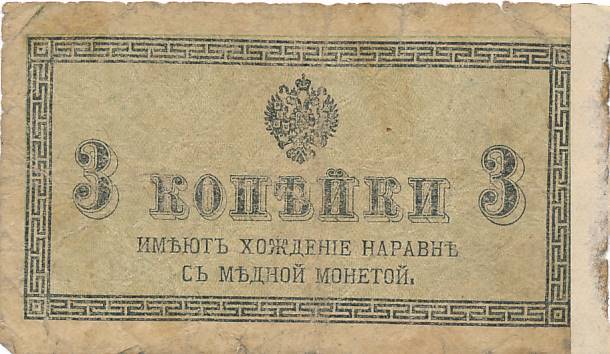 3 КОПѢЙКИ 3
ИМѢЮТЪ ХОЖДЕНІЕ НАРАВНѢ
СЪ МѢДНОЙ МОНЕТОЙ.